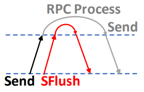 RPC Process
Send
Send SFlush